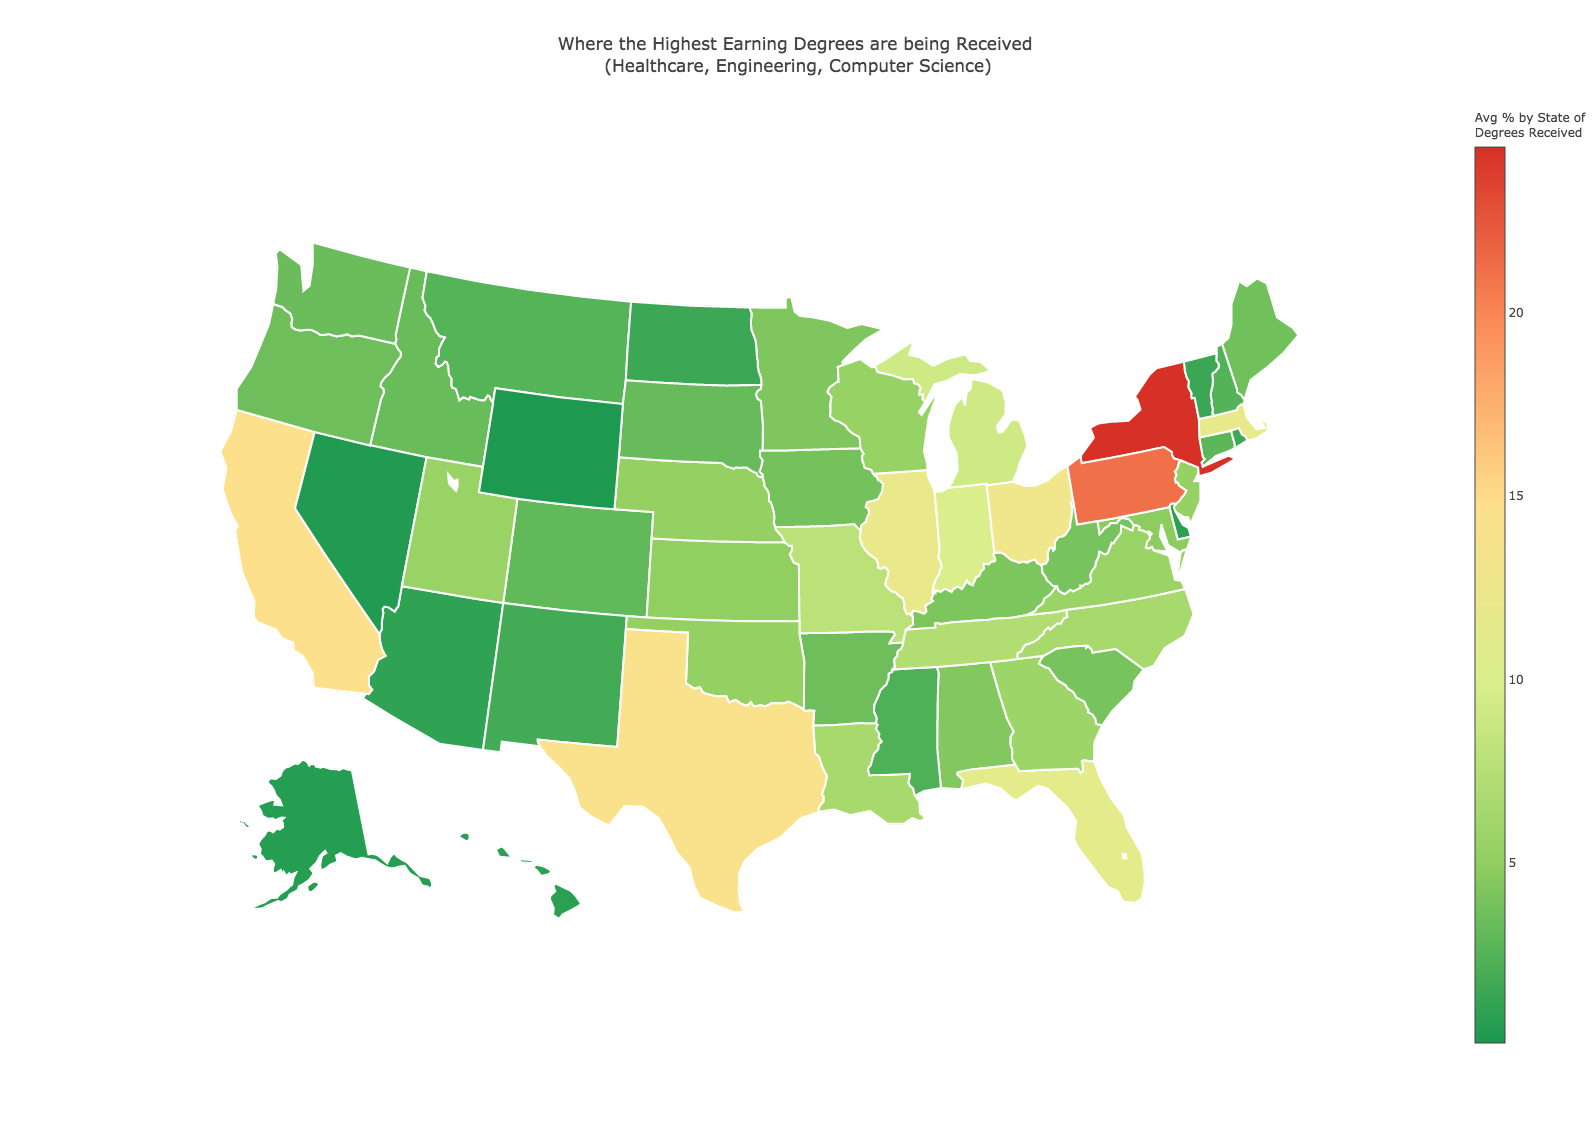 Where the Highest Earning Degrees are being Received
(Healthcare, Engineering, Computer Science)
Avg % by State of
Degrees Received
20
15
10
5